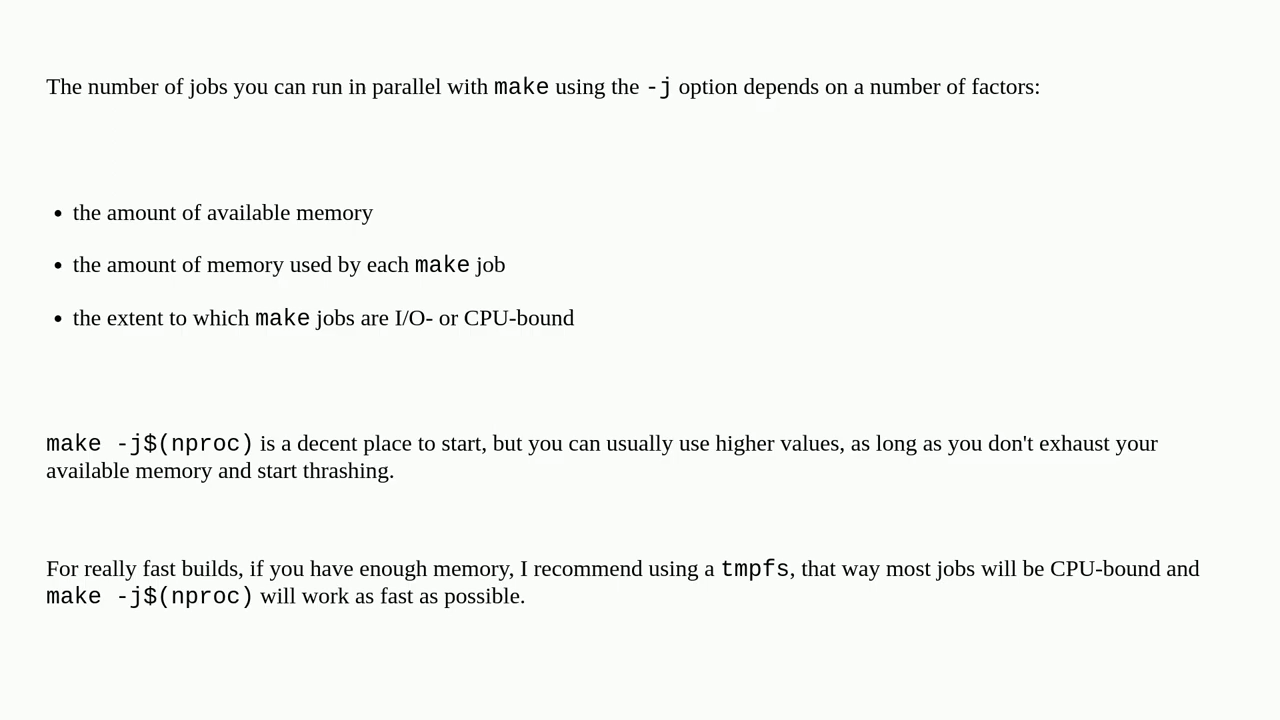 The number of jobs you can run in parallel with make using the -j option depends on a number of factors:
• the amount of available memory
• the amount of memory used by each make job
• the extent to which make jobs are I/O- or CPU-bound
make -j$(nproc) is a decent place to start, but you can usually use higher values, as long as you don't exhaust your
available memory and start thrashing.
For really fast builds, if you have enough memory, I recommend using a tmpfs, that way most jobs will be CPU-bound and
make -j$(nproc) will work as fast as possible.